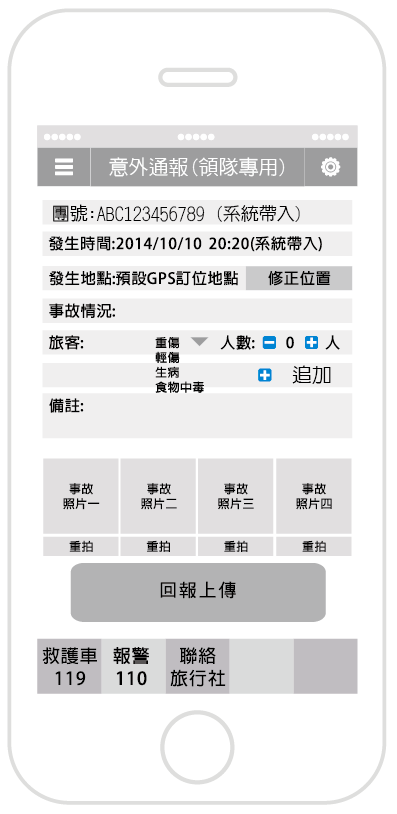 意外通報(領隊專用)
團號:ABC123456789 (系統帶入)
發生時間:2014/10/10 20:20(系統帶入)
發生地點:預設GPS訂位地點 修正位置
事故情況:
旅客: 重傷 人數: 0 人
輕傷
生病 追加
食物中毒
備註:
事故 事故 事故 事故
照片一 照片二 照片三 照片四
重拍 重拍 重拍 重拍
回報上傳
救護車 報警 聯絡
119 110 旅行社